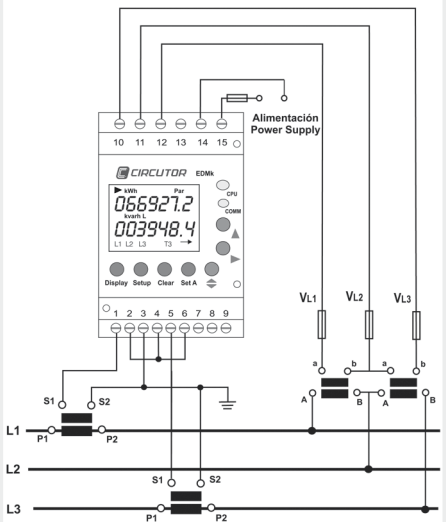 10 11 12 13 14 15
Alimentación
Power Supply
CIRCUTOR EDMk
kWh Par
066927.2
kvarh L
003948.4
L1 L2 L3 T3
CPU
COMM
Display Setup Clear Set A
1 2 3 4 5 6 7 8 9
VL1 VL2 VL3
a b a b
A B A B
S1 S2
L1 P1 P2
L2
S1 S2
L3 P1 P2